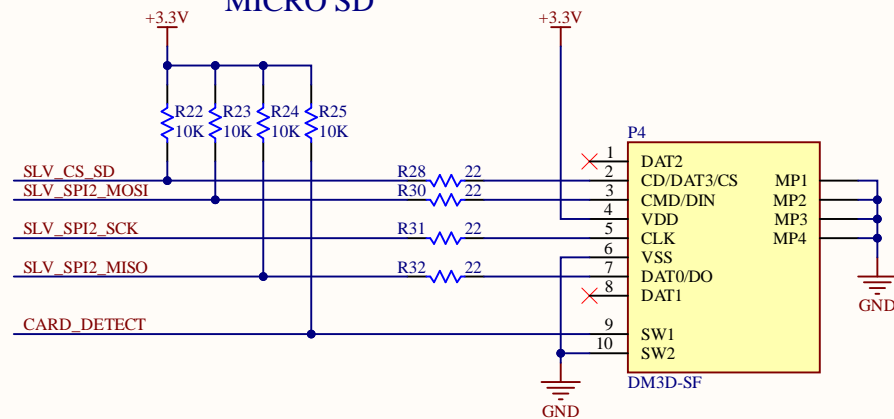 MICRO SD
+3.3V
+3.3V
R22 R23 R24 R25
10K 10K 10K 10K
P4
SLV_CS_SD R28 22 1 DAT2
SLV_SPI2_MOSI R30 22 2 CD/DAT3/CS MP1
3 CMD/DIN MP2
4 VDD MP3
SLV_SPI2_SCK R31 22 5 CLK MP4
6 VSS
SLV_SPI2_MISO R32 22 7 DAT0/DO
8 DAT1
GND
CARD_DETECT 9 SW1
10 SW2
DM3D-SF
GND